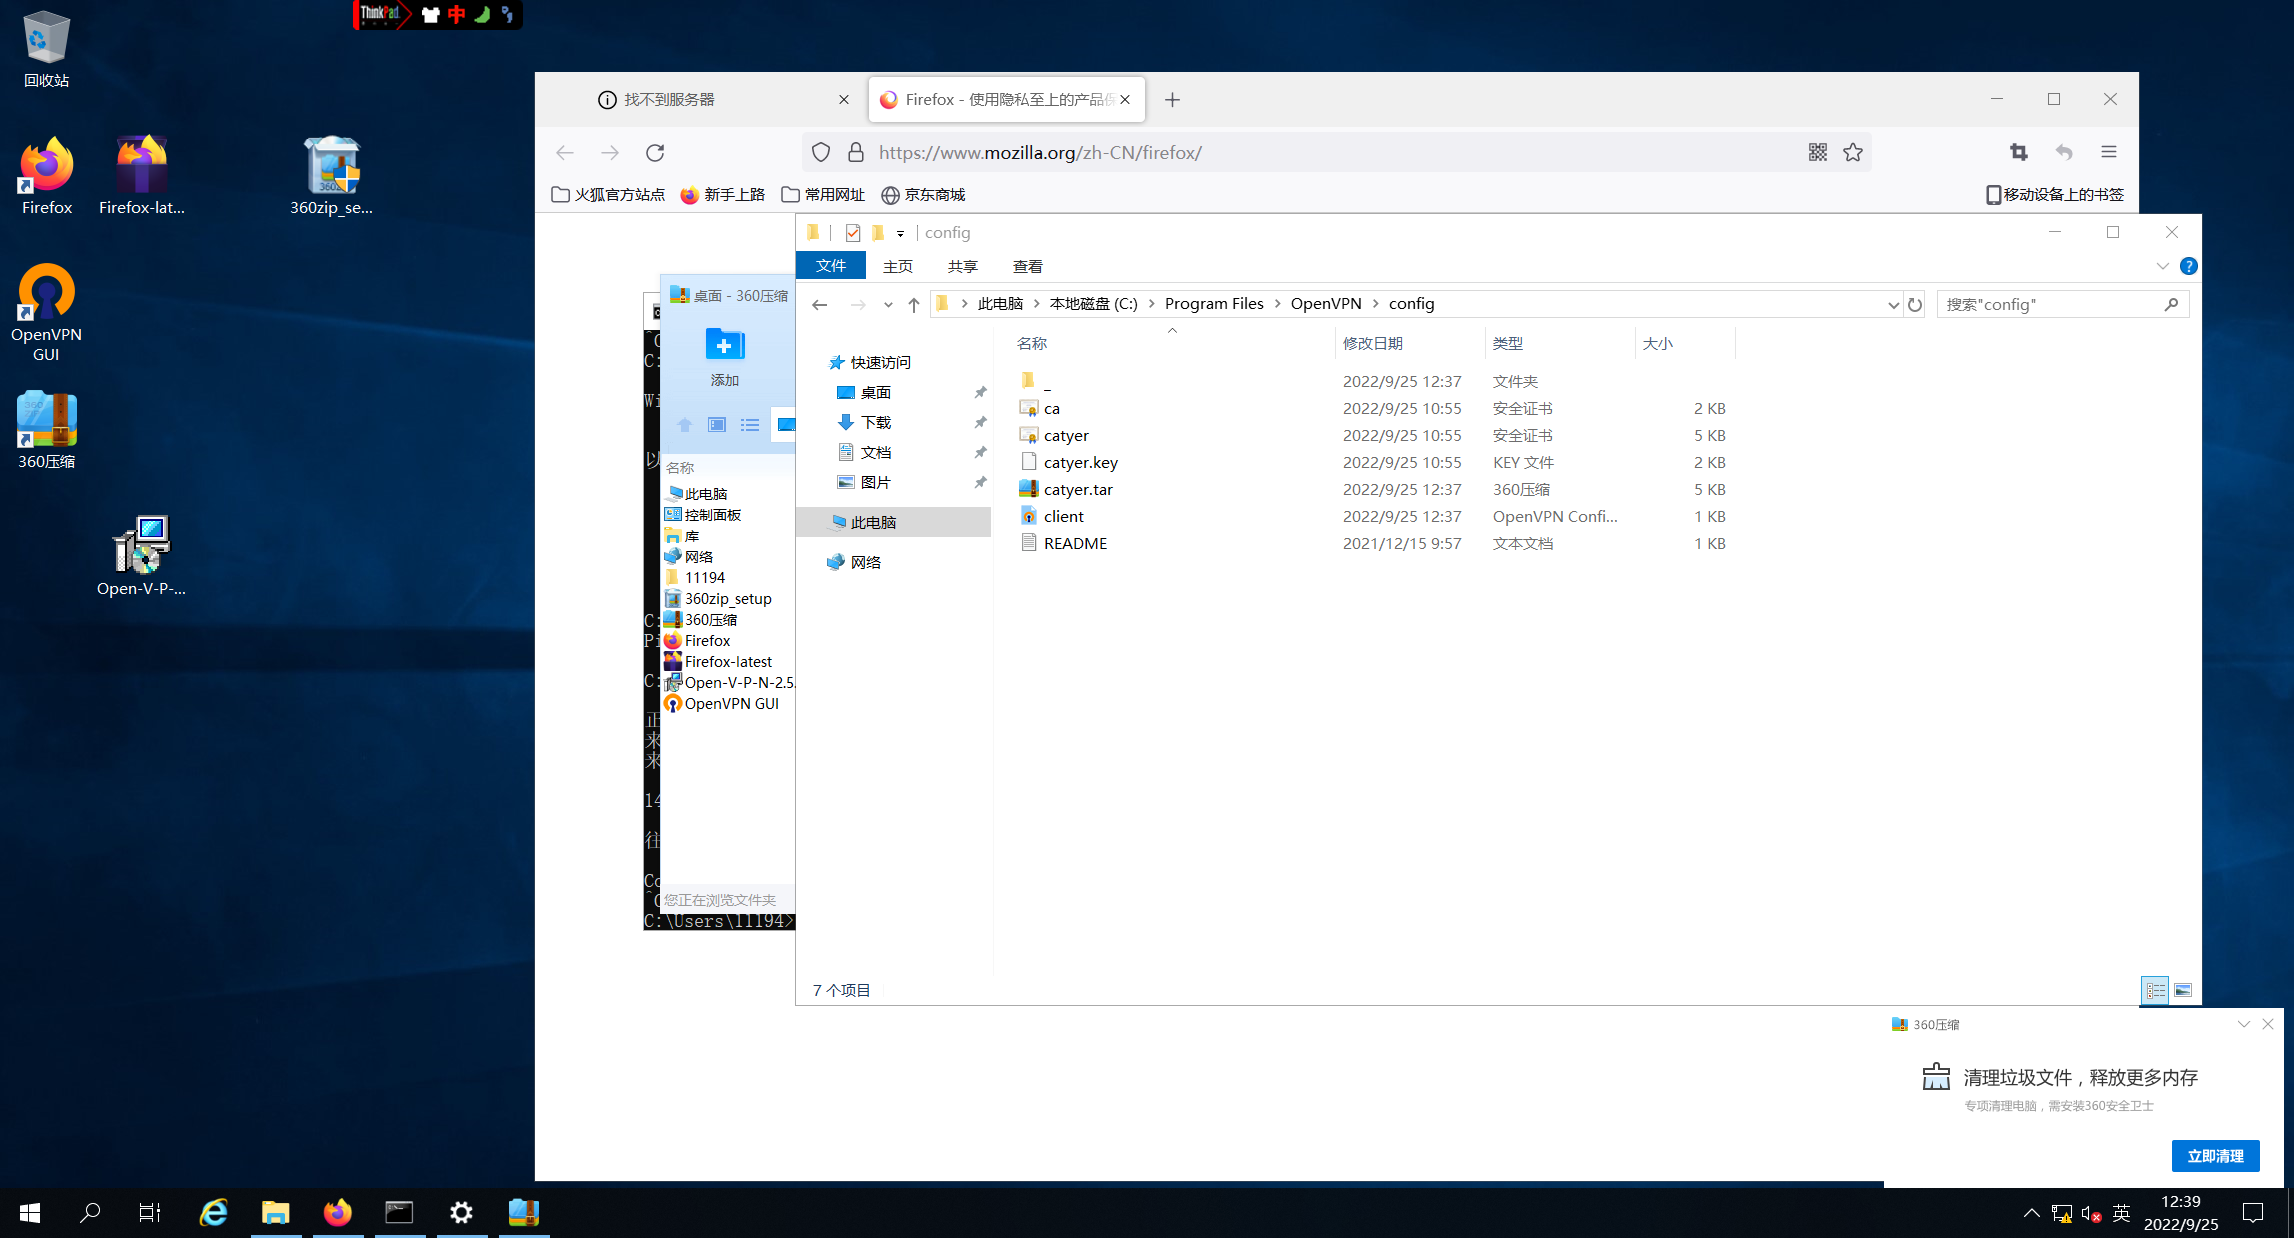 ThinkPad 中
回收站
Firefox
Firefox-lat...
360zip_se...
OpenVPN
GUI
360压缩
Open-V-P-...
找不到服务器
Firefox - 使用隐私至上的产品保
https://www.mozilla.org/zh-CN/firefox/
火狐官方站点
新手上路
常用网址
京东商城
移动设备上的书签
桌面 - 360压缩
添加
名称
此电脑
控制面板
库
网络
11194
360zip_setup
360压缩
Firefox
Firefox-latest
Open-V-P-N-2.5.
OpenVPN GUI
您正在浏览文件夹
C:
Wi
以
C:
Pi
C:
正
来
来
14
往
Co
^C
C:\Users\11194>
config
文件
主页
共享
查看
此电脑
本地磁盘 (C:)
Program Files
OpenVPN
config
搜索"config"
快速访问
桌面
下载
文档
图片
此电脑
网络
名称 修改日期 类型 大小
_ 2022/9/25 12:37 文件夹
ca 2022/9/25 10:55 安全证书 2 KB
catyer 2022/9/25 10:55 安全证书 5 KB
catyer.key 2022/9/25 10:55 KEY 文件 2 KB
catyer.tar 2022/9/25 12:37 360压缩 5 KB
client 2022/9/25 12:37 OpenVPN Confi... 1 KB
README 2021/12/15 9:57 文本文档 1 KB
7 个项目
360压缩
清理垃圾文件，释放更多内存
专项清理电脑，需安装360安全卫士
立即清理
英
12:39
2022/9/25